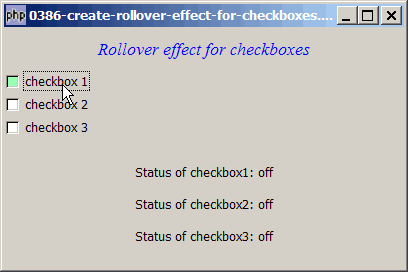 php 0386-create-rollover-effect-for-checkboxes....
Rollover effect for checkboxes
checkbox 1
checkbox 2
checkbox 3
Status of checkbox1: off
Status of checkbox2: off
Status of checkbox3: off